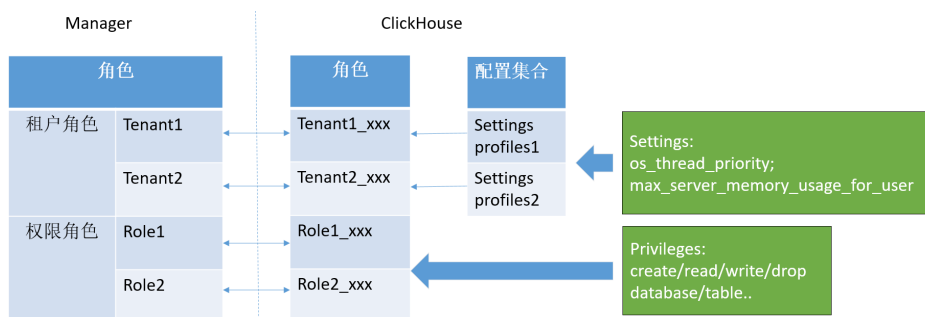 Manager
ClickHouse
角色
角色
配置集合
租户角色
Tenant1
Tenant1_xxx
Settings
profiles1
Tenant2
Tenant2_xxx
Settings
profiles2
权限角色
Role1
Role1_xxx
Role2
Role2_xxx
Settings:
os_thread_priority;
max_server_memory_usage_for_user
Privileges:
create/read/write/drop
database/table..